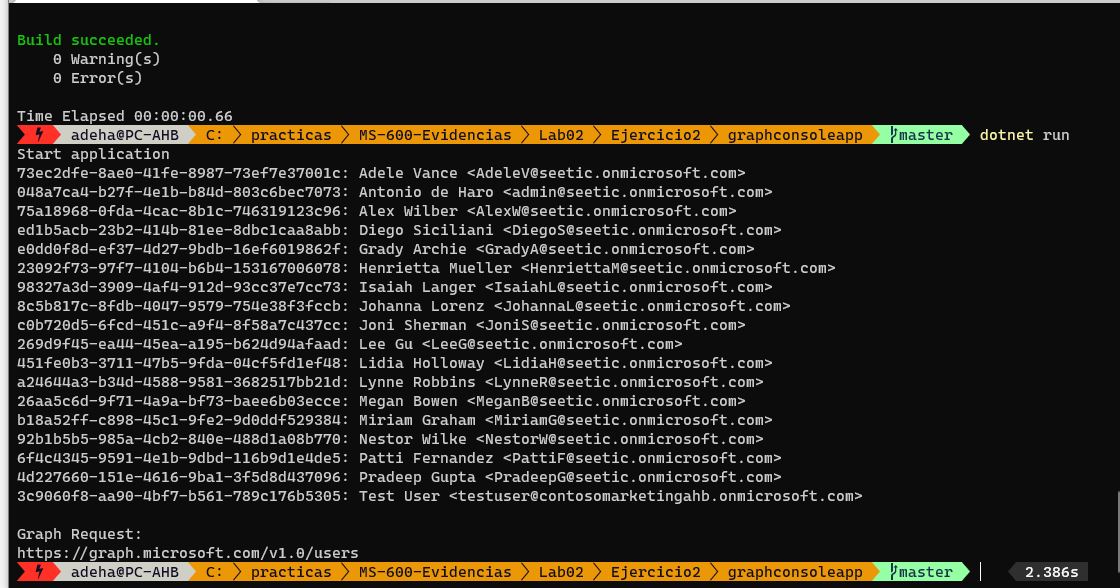 Build succeeded.
0 Warning(s)
0 Error(s)
Time Elapsed 00:00:00.66
adeha@PC-AHB C: practicas MS-600-Evidencias Lab02 Ejercicio2 graphconsoleapp master dotnet run
Start application
73ec2dfe-8ae0-41fe-8987-73ef7e37001c: Adele Vance <AdeleV@seetic.onmicrosoft.com>
048a7ca4-b27f-4e1b-b84d-803c6bec7073: Antonio de Haro <admin@seetic.onmicrosoft.com>
75a18968-0fda-4cac-8b1c-746319123c96: Alex Wilber <AlexW@seetic.onmicrosoft.com>
ed1b5acb-23b2-414b-81ee-8dbc1caa8abb: Diego Siciliani <DiegoS@seetic.onmicrosoft.com>
e0dd0f8d-ef37-4d27-9bdb-16ef6019862f: Grady Archie <GradyA@seetic.onmicrosoft.com>
23092f73-97f7-4104-b6b4-153167006078: Henrietta Mueller <HenriettaM@seetic.onmicrosoft.com>
98327a3d-3909-4af4-912d-93cc37e7cc73: Isaiah Langer <IsaiahL@seetic.onmicrosoft.com>
8c5b817c-8fdb-4047-9579-754e38f3fccb: Johanna Lorenz <JohannaL@seetic.onmicrosoft.com>
c0b720d5-6fcd-451c-a9f4-8f58a7c437cc: Joni Sherman <JoniS@seetic.onmicrosoft.com>
269d9f45-ea44-45ea-a195-b624d94afaad: Lee Gu <LeeG@seetic.onmicrosoft.com>
451fe0b3-3711-47b5-9fda-04cf5fd1ef48: Lidia Holloway <LidiaH@seetic.onmicrosoft.com>
a24644a3-b34d-4588-9581-3682517bb21d: Lynne Robbins <LynneR@seetic.onmicrosoft.com>
26aa5c6d-9f71-4a9a-bf73-baee6b03ecce: Megan Bowen <MeganB@seetic.onmicrosoft.com>
b18a52ff-c898-45c1-9fe2-9d0ddf529384: Miriam Graham <MiriamG@seetic.onmicrosoft.com>
92b1b5b5-985a-4cb2-840e-488d1a08b770: Nestor Wilke <NestorW@seetic.onmicrosoft.com>
6f4c4345-9591-4e1b-9dbd-116b9d1e4de5: Patti Fernandez <PattiF@seetic.onmicrosoft.com>
4d227660-151e-4616-9ba1-3f5d8d437096: Pradeep Gupta <PradeepG@seetic.onmicrosoft.com>
3c9060f8-aa90-4bf7-b561-789c176b5305: Test User <testuser@contosomarketingahb.onmicrosoft.com>
Graph Request:
https://graph.microsoft.com/v1.0/users
adeha@PC-AHB C: practicas MS-600-Evidencias Lab02 Ejercicio2 graphconsoleapp master 2.386s